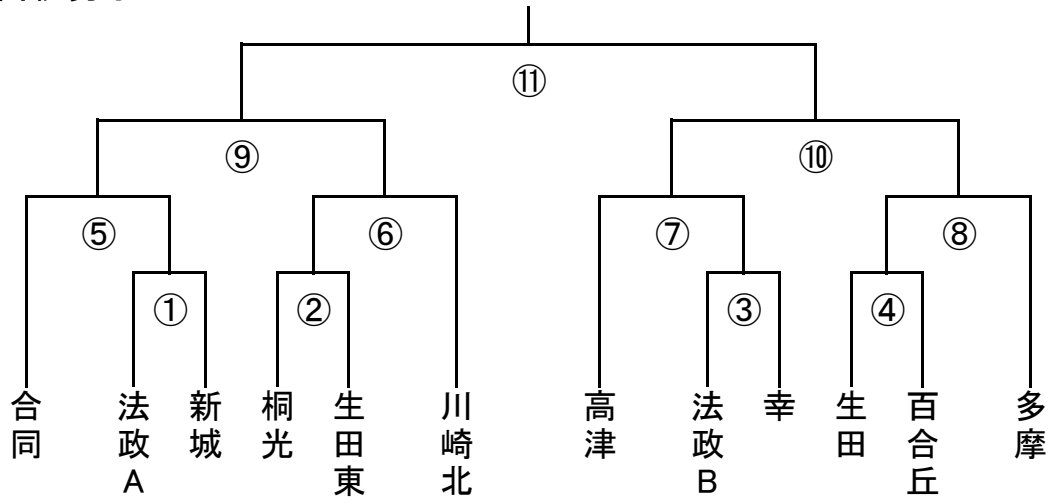 ⑪
⑨
⑩
⑤
⑥
⑦
⑧
①
②
③
④
合同
法政A
新城
桐光
生田東
川崎北
高津
法政B
幸
生田
百合丘
多摩